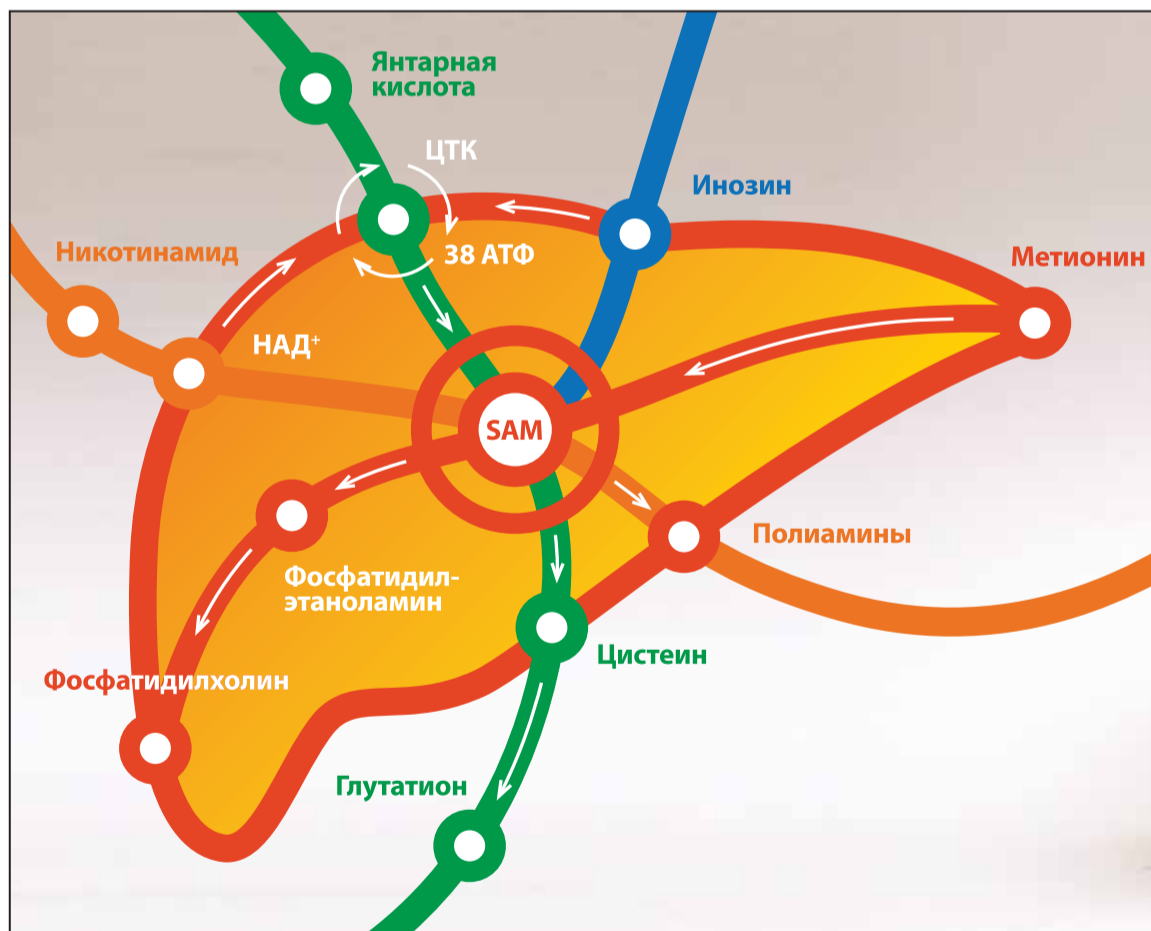 Янтарная
кислота
ЦТК
Инозин
Никотинамид
38 АТФ
Метионин
НАД⁺
SAM
Полиамины
Фосфатидил-
этаноламин
Цистеин
Фосфатидилхолин
Глутатион